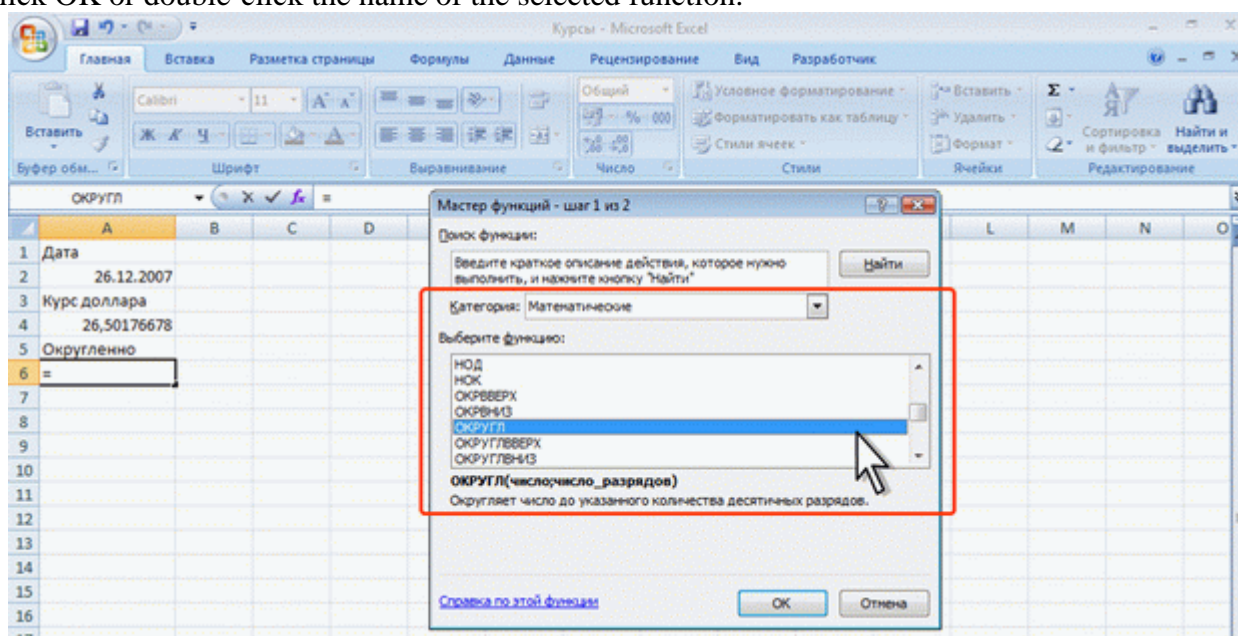 ick OK or double-click the name of the selected function.
Курсы - Microsoft Excel
Главная Вставка Разметка страницы Формулы Данные Рецензирование Вид Разработчик
Вставить
Calibri 11 А А
Ж К Ч А
Общий
% 000
Условное форматирование
Форматировать как таблицу
Стили ячеек
Вставить
Удалить
Формат
Σ
Сортировка и фильтр
Найти и выделить
Буфер обм... Шрифт Выравнивание Число Стили Ячейки Редактирование
ОКРУГЛ fx =
A B C D L M N O
1 Дата
2 26.12.2007
3 Курс доллара
4 26,50176678
5 Округленно
6 =
7
8
9
10
11
12
13
14
15
16
Мастер функций - шаг 1 из 2
Поиск функции:
Введите краткое описание действия, которое нужно
выполнить, и нажмите кнопку "Найти"
Найти
Категория: Математические
Выберите функцию:
НОД
НОК
ОКРВВЕРХ
ОКРВНИЗ
ОКРУГЛ
ОКРУГЛВВЕРХ
ОКРУГЛВНИЗ
ОКРУГЛ(число;число_разрядов)
Округляет число до указанного количества десятичных разрядов.
Справка по этой функции
OK Отмена